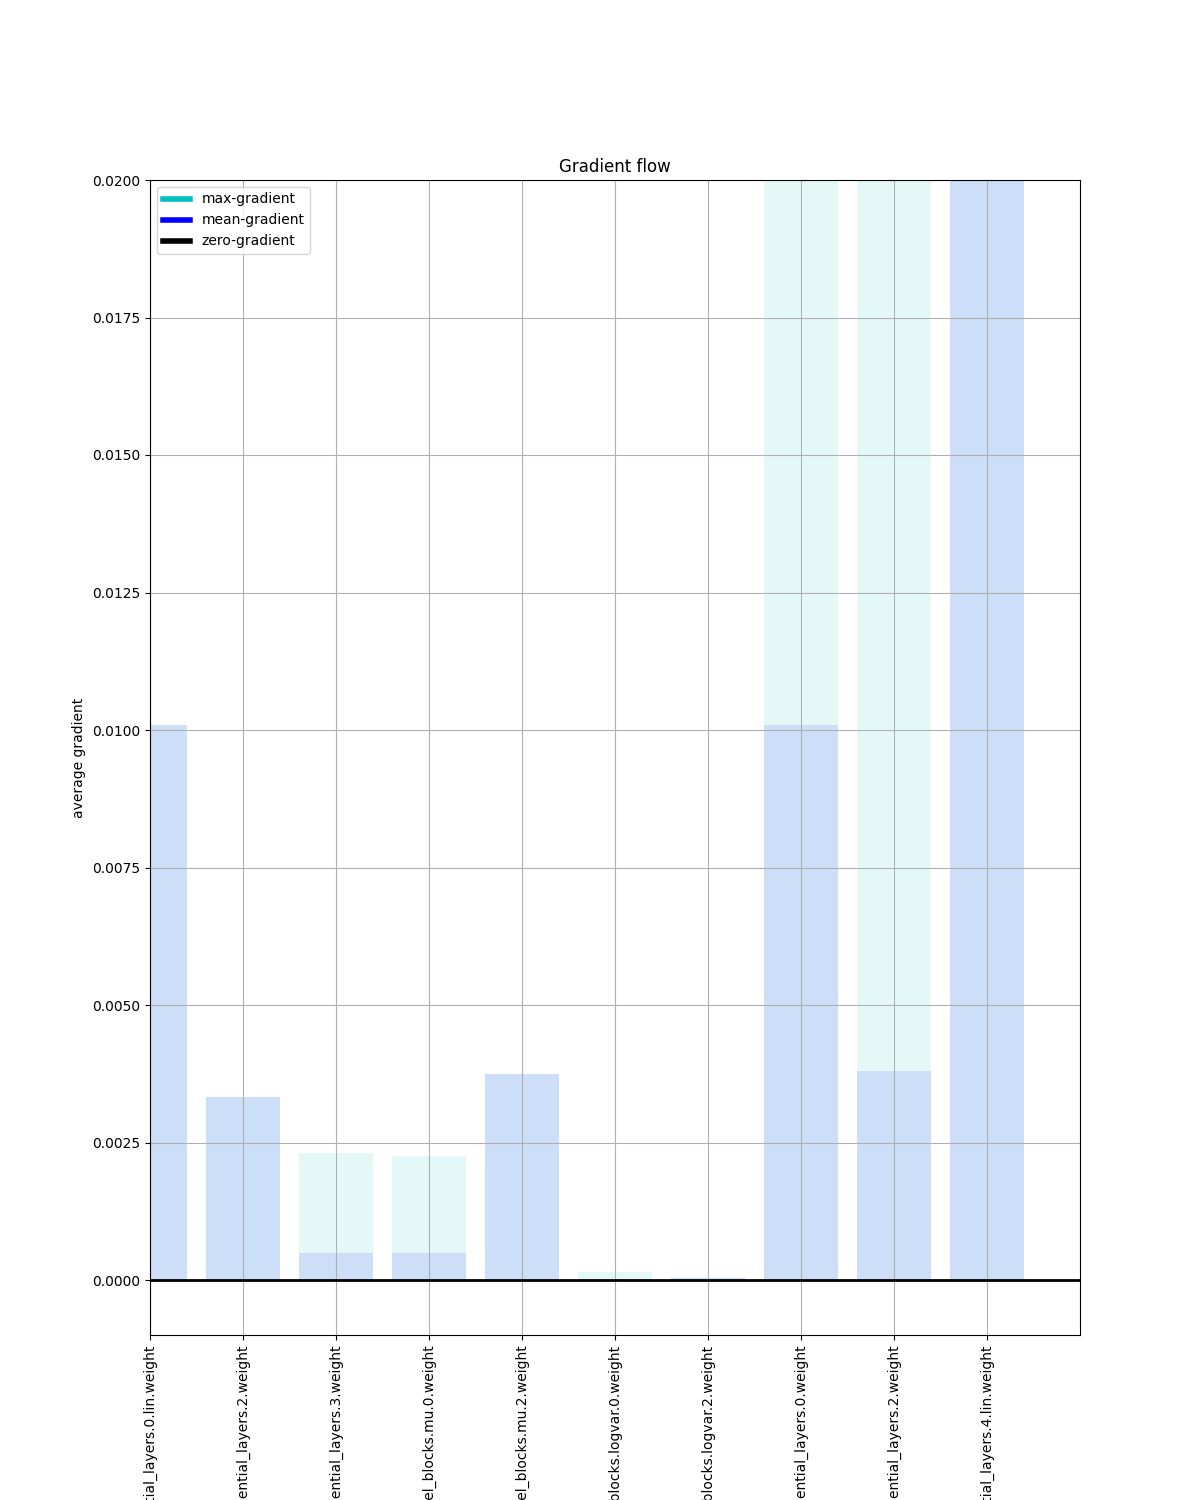 Gradient flow
max-gradient
mean-gradient
zero-gradient
0.0200
0.0175
0.0150
0.0125
0.0100
0.0075
0.0050
0.0025
0.0000
average gradient
tial_layers.0.lin.weight
ential_layers.2.weight
ential_layers.3.weight
el_blocks.mu.0.weight
el_blocks.mu.2.weight
blocks.logvar.0.weight
blocks.logvar.2.weight
ential_layers.0.weight
ential_layers.2.weight
tial_layers.4.lin.weight